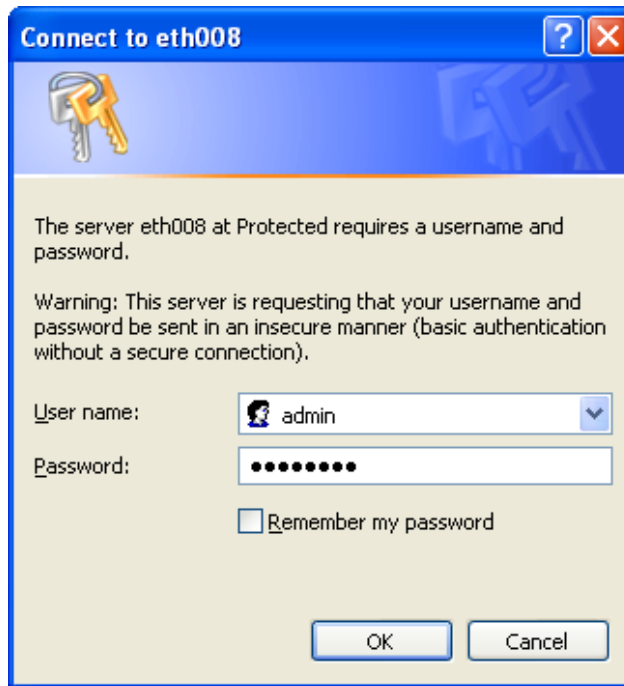 Connect to eth008
The server eth008 at Protected requires a username and
password.
Warning: This server is requesting that your username and
password be sent in an insecure manner (basic authentication
without a secure connection).
User name:
admin
Password:
••••••••
Remember my password
OK
Cancel